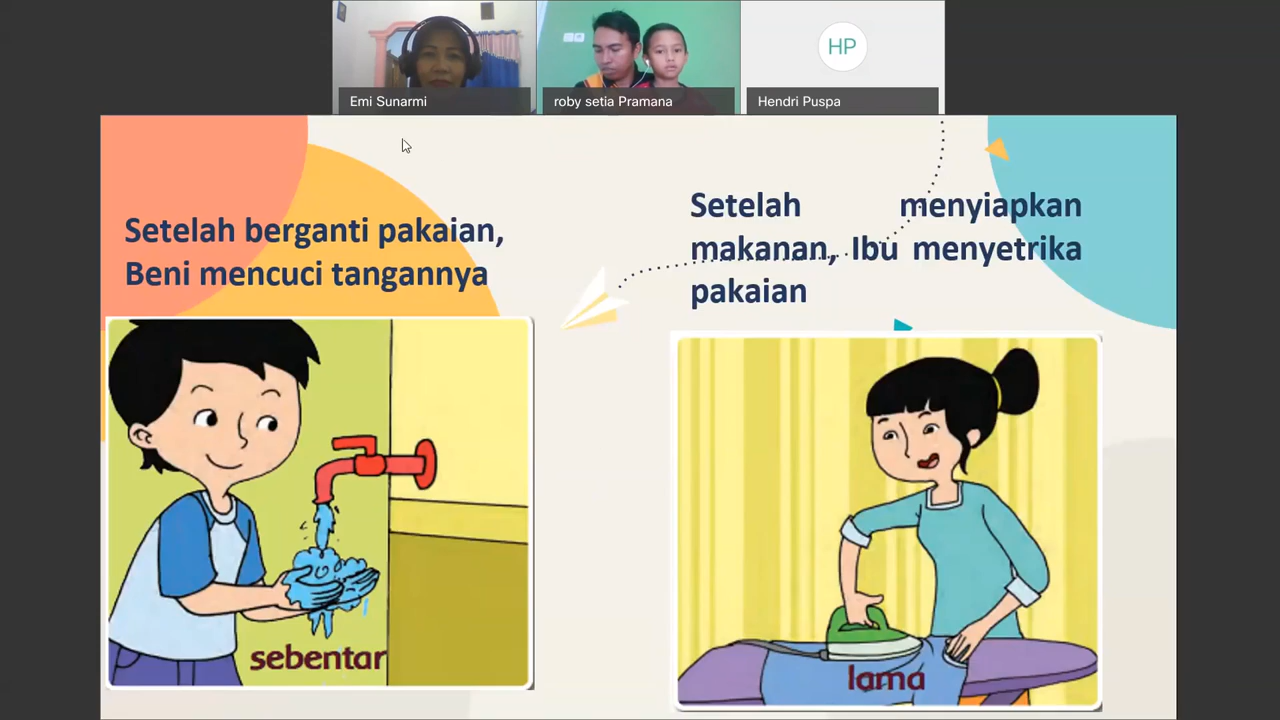 Emi Sunarmi
roby setia Pramana
HP
Hendri Puspa
Setelah berganti pakaian,
Beni mencuci tangannya
Setelah menyiapkan
makanan, Ibu menyetrika
pakaian
sebentar
lama